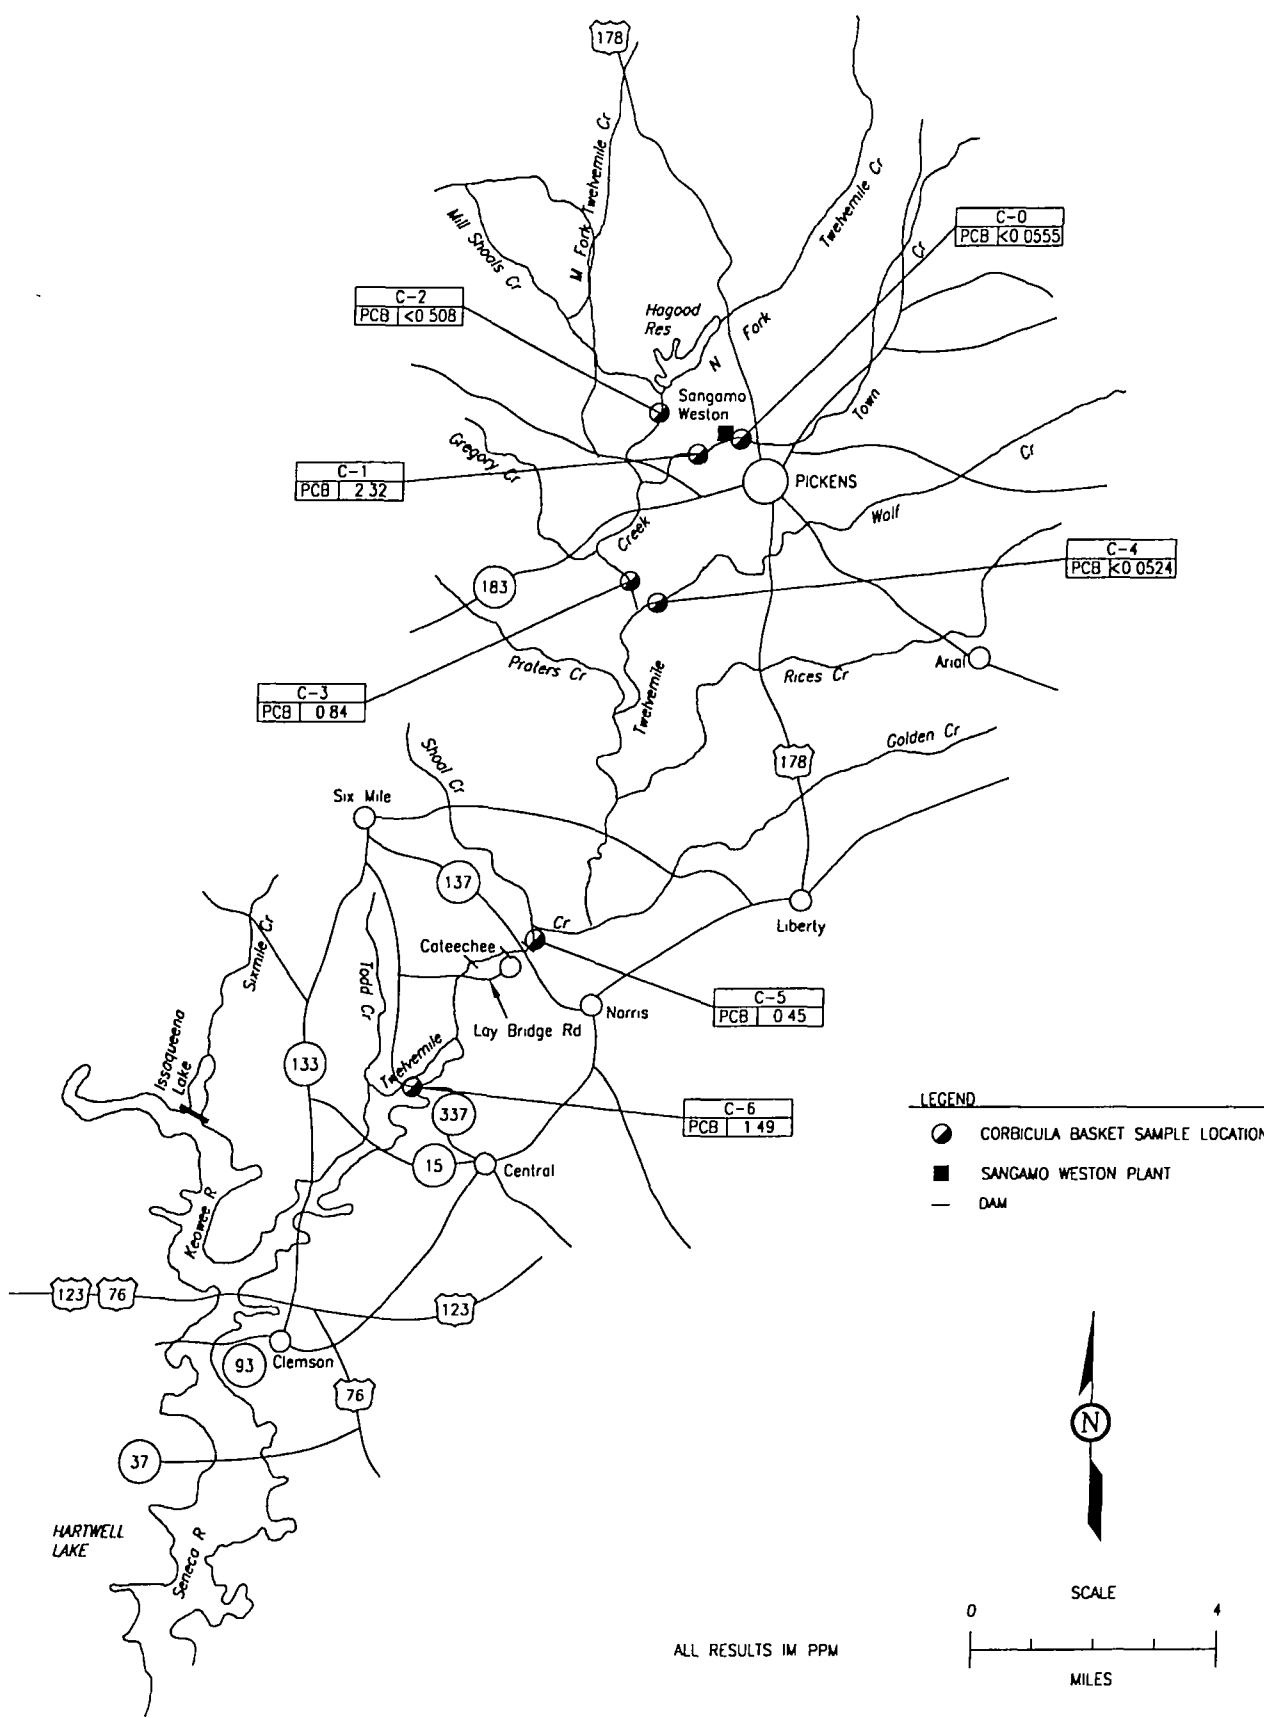 178
M Fork Twelvemile Cr
Mill Shoals Cr
Twelvemile Cr
C-0
PCB <0 0555
Cr
C-2
PCB <0 508
Hagood
Res
N
Fork
Sangamo
Weston
Town
Gregory Cr
C-1
PCB 2 32
PICKENS
Cr
Wolf
Creek
C-4
PCB <0 0524
183
Praters Cr
Twelvemile
Rices Cr
Arial
C-3
PCB 0 84
Shoal Cr
Golden Cr
178
Six Mile
137
Liberty
Cr
Cateechee
Sixmile Cr
Todd Cr
C-5
PCB 0 45
Norris
Lay Bridge Rd
Issaqueena
Lake
133
Twelvemile
337
C-6
PCB 1 49
15
Central
Keowee R
LEGEND
CORBICULA BASKET SAMPLE LOCATION
SANGAMO WESTON PLANT
DAM
123
76
123
Clemson
93
76
N
37
HARTWELL
LAKE
Seneca R
SCALE
0 4
MILES
ALL RESULTS IM PPM